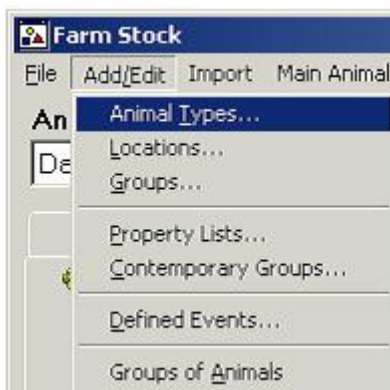 Farm Stock
File Add/Edit Import Main Animal
An
Animal Types...
Da
Locations...
Groups...
Property Lists...
Contemporary Groups...
Defined Events...
Groups of Animals